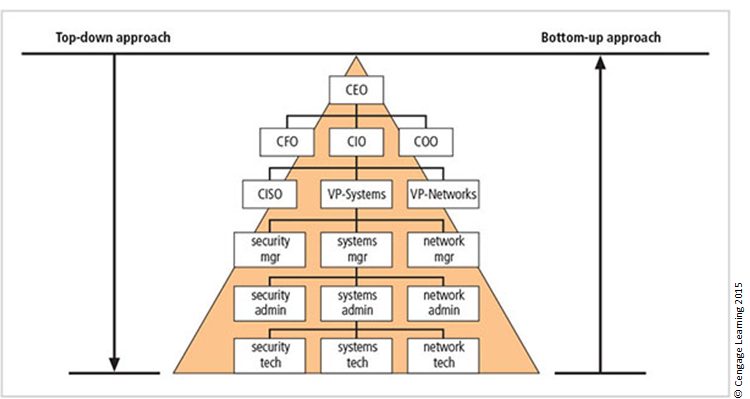 Top-down approach
Bottom-up approach
CEO
CFO
CIO
COO
CISO
VP-Systems
VP-Networks
security
mgr
systems
mgr
network
mgr
security
admin
systems
admin
network
admin
security
tech
systems
tech
network
tech
© Cengage Learning 2015